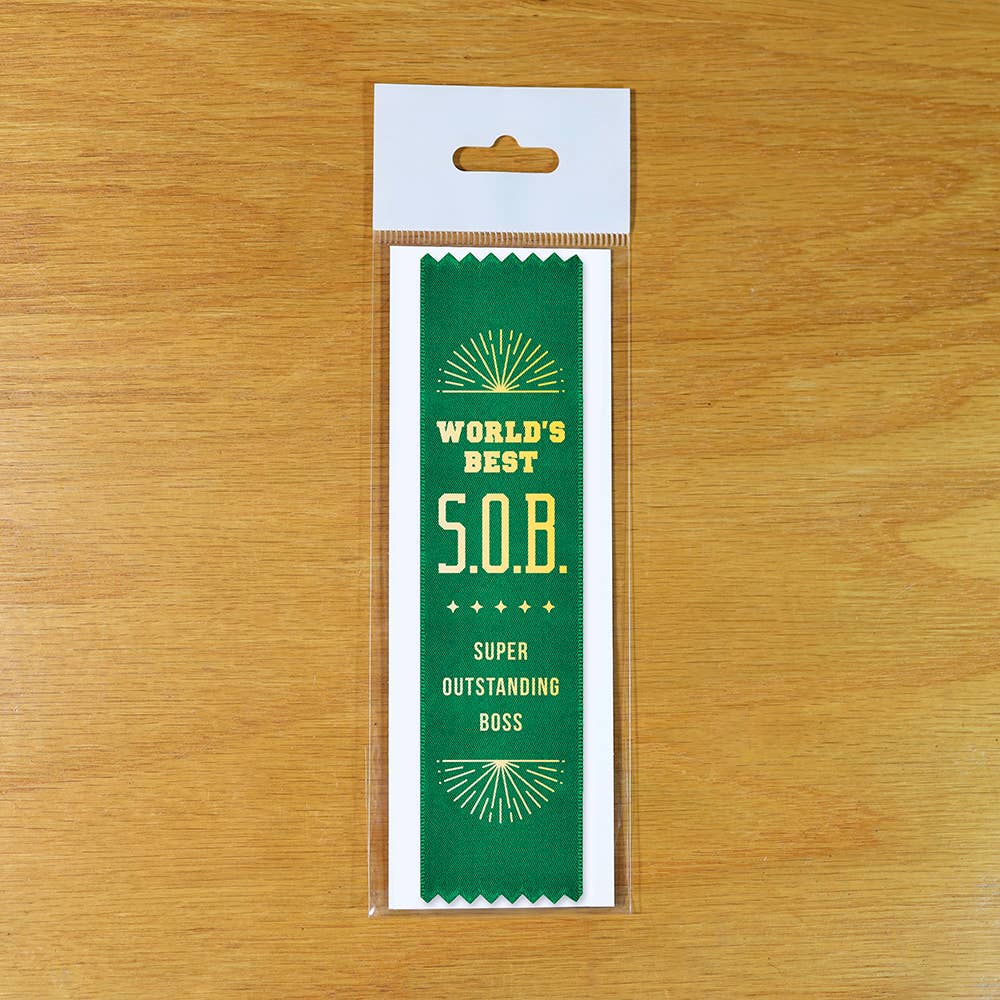 WORLD'S
BEST
S.O.B.
SUPER
OUTSTANDING
BOSS